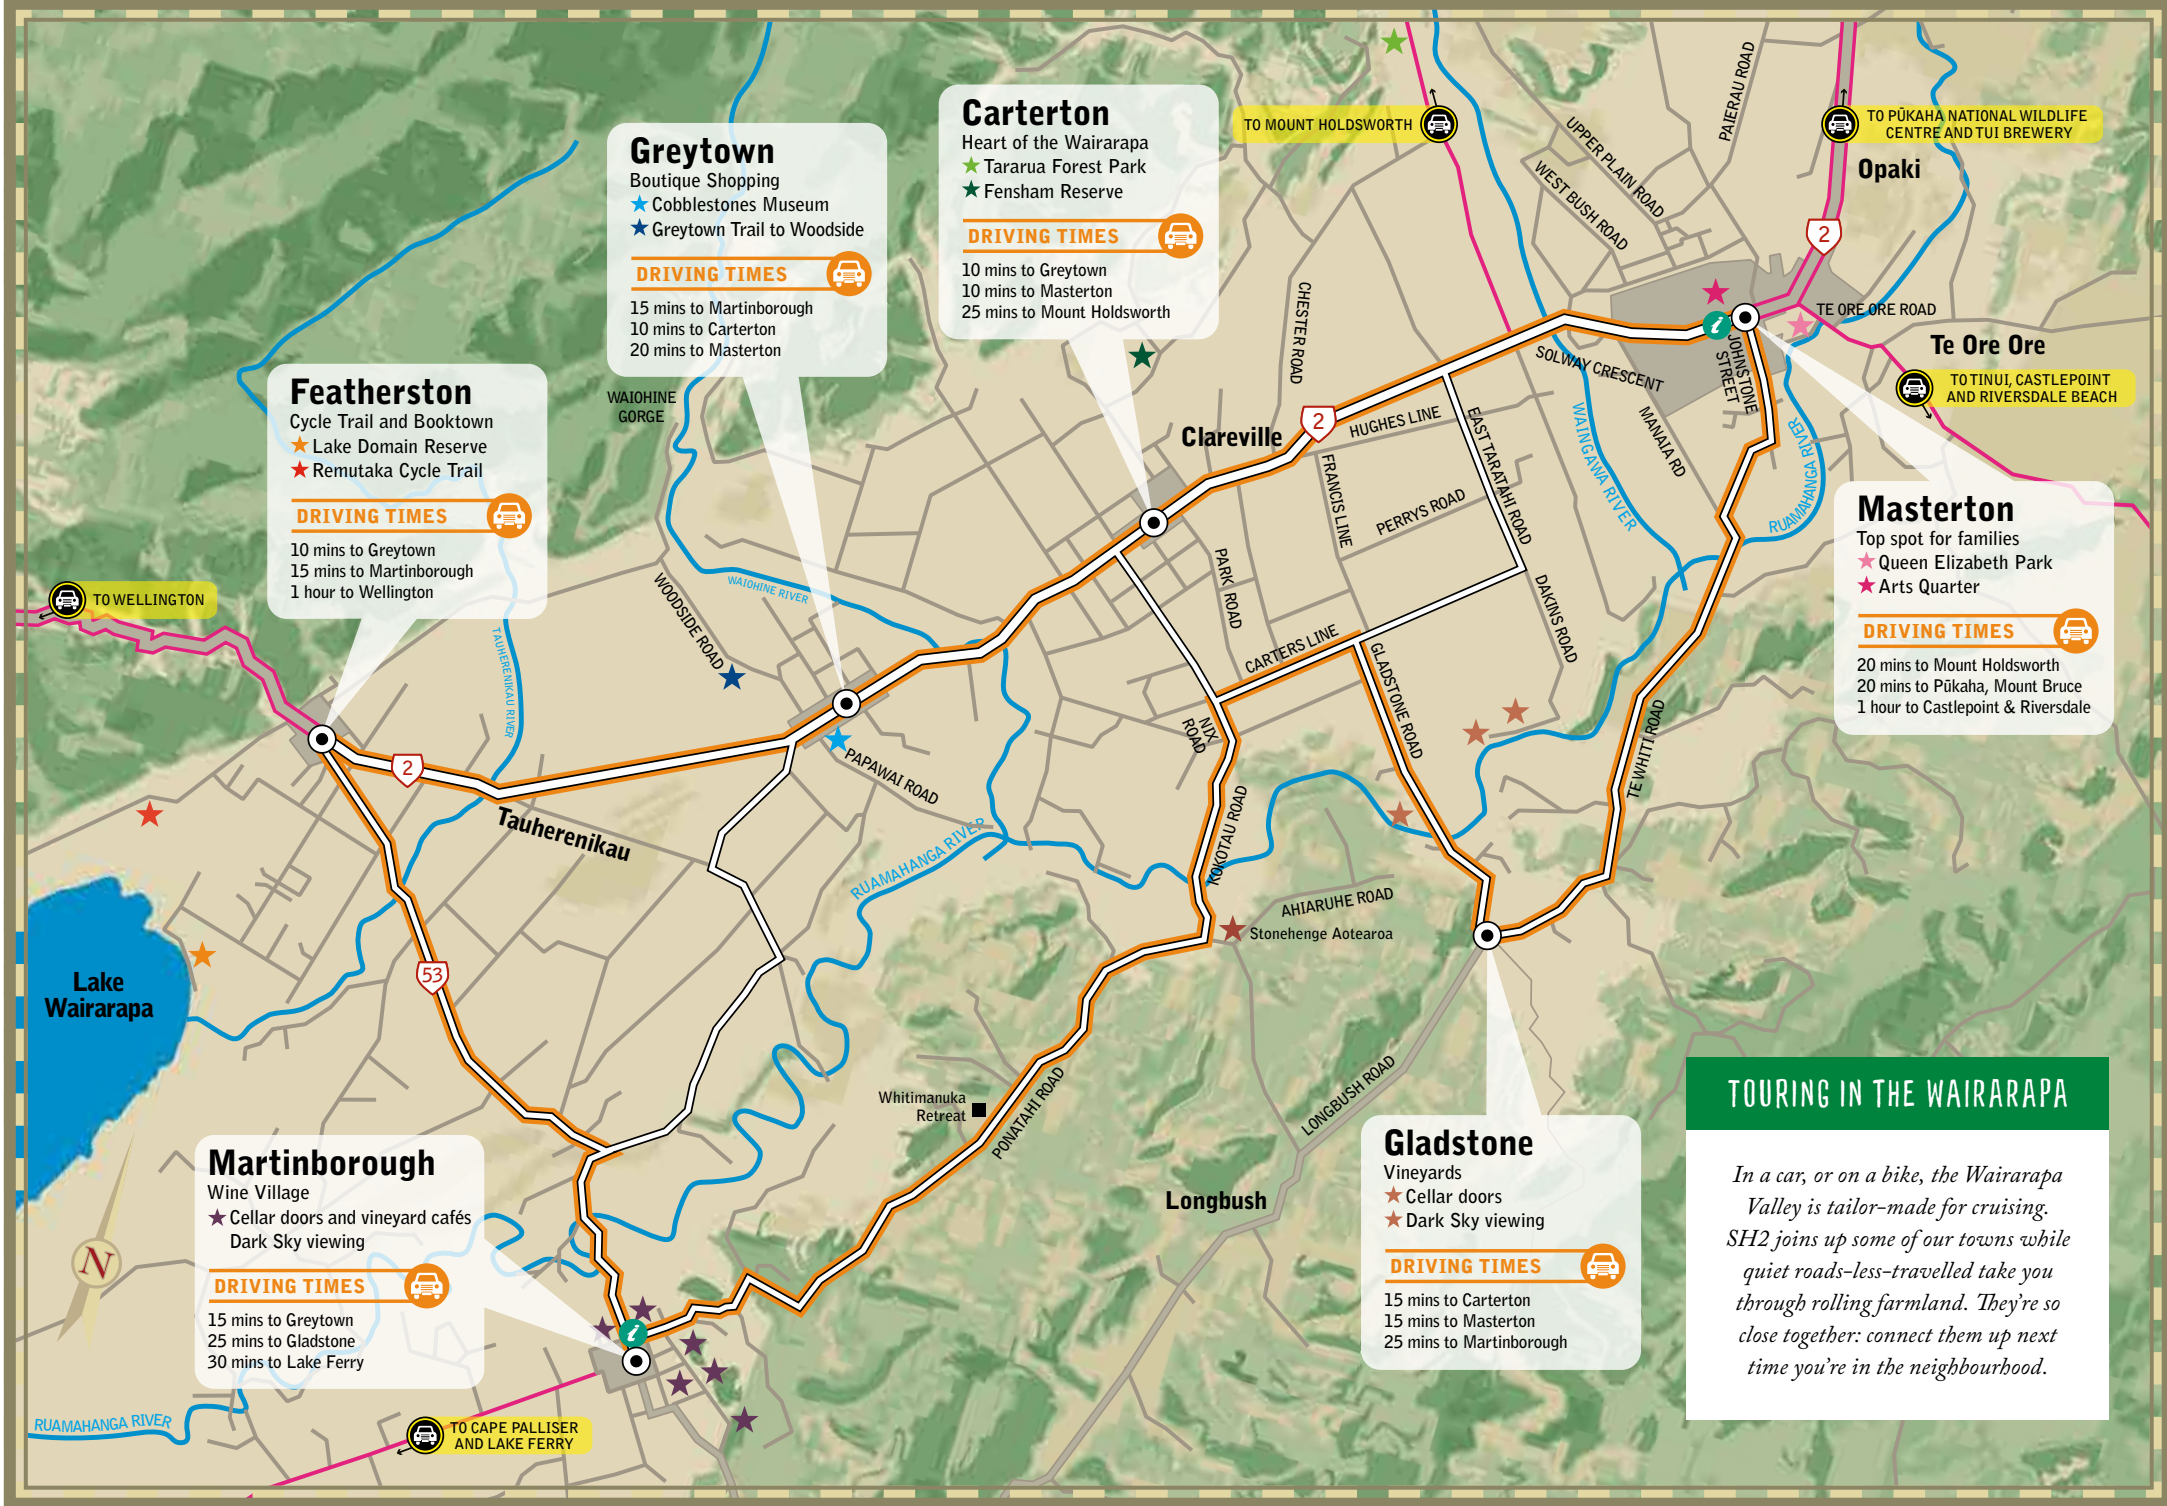 Carterton
Heart of the Wairarapa
Tararua Forest Park
Fensham Reserve
DRIVING TIMES
10 mins to Greytown
10 mins to Masterton
25 mins to Mount Holdsworth
Greytown
Boutique Shopping
Cobblestones Museum
Greytown Trail to Woodside
DRIVING TIMES
15 mins to Martinborough
10 mins to Carterton
20 mins to Masterton
TO MOUNT HOLDSWORTH
TO PŪKAHA NATIONAL WILDLIFE
CENTRE AND TUI BREWERY
Opaki
PAIERAU ROAD
UPPER PLAIN ROAD
WEST BUSH ROAD
2
TE ORE ORE ROAD
Te Ore Ore
TO TINUI, CASTLEPOINT
AND RIVERSDALE BEACH
i
JOHNSTONE
STREET
SOLWAY CRESCENT
MANAIA RD
WAINGAWA RIVER
RUAMAHANGA RIVER
RUAMAHANGA RIVER
CHESTER ROAD
Clareville
2
HUGHES LINE
FRANCIS LINE
EAST TARATAHI ROAD
PERRYS ROAD
PARK ROAD
CARTERS LINE
DAKINS ROAD
GLADSTONE ROAD
NIX
ROAD
KOKOTAU ROAD
TE WHITI ROAD
Featherston
Cycle Trail and Booktown
Lake Domain Reserve
Remutaka Cycle Trail
DRIVING TIMES
10 mins to Greytown
15 mins to Martinborough
1 hour to Wellington
WAIOHINE
GORGE
WAIOHINE RIVER
WOODSIDE ROAD
TO WELLINGTON
TAUHERENIKAU RIVER
Masterton
Top spot for families
Queen Elizabeth Park
Arts Quarter
DRIVING TIMES
20 mins to Mount Holdsworth
20 mins to Pūkaha, Mount Bruce
1 hour to Castlepoint & Riversdale
2
Tauherenikau
PAPAWAI ROAD
RUAMAHANGA RIVER
AHIARUHE ROAD
Stonehenge Aotearoa
53
Lake
Wairarapa
Whitimanuka
Retreat
PONATAHI ROAD
LONGBUSH ROAD
Longbush
N
Martinborough
Wine Village
Cellar doors and vineyard cafés
Dark Sky viewing
DRIVING TIMES
15 mins to Greytown
25 mins to Gladstone
30 mins to Lake Ferry
i
RUAMAHANGA RIVER
TO CAPE PALLISER
AND LAKE FERRY
Gladstone
Vineyards
Cellar doors
Dark Sky viewing
DRIVING TIMES
15 mins to Carterton
15 mins to Masterton
25 mins to Martinborough
TOURING IN THE WAIRARAPA
In a car, or on a bike, the Wairarapa
Valley is tailor-made for cruising.
SH2 joins up some of our towns while
quiet roads-less-travelled take you
through rolling farmland. They're so
close together: connect them up next
time you're in the neighbourhood.